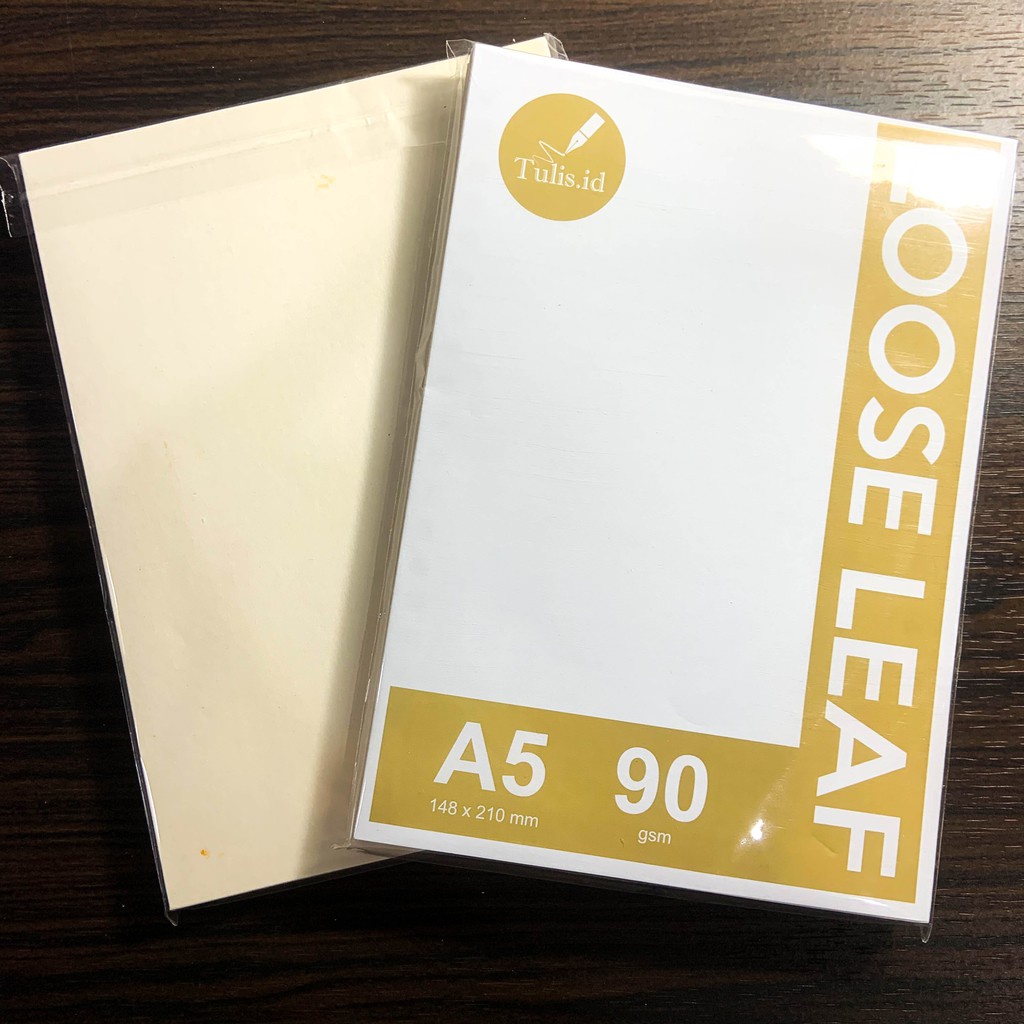 Tulis.id
LOOSE LEAF
A5
148 x 210 mm
90
gsm